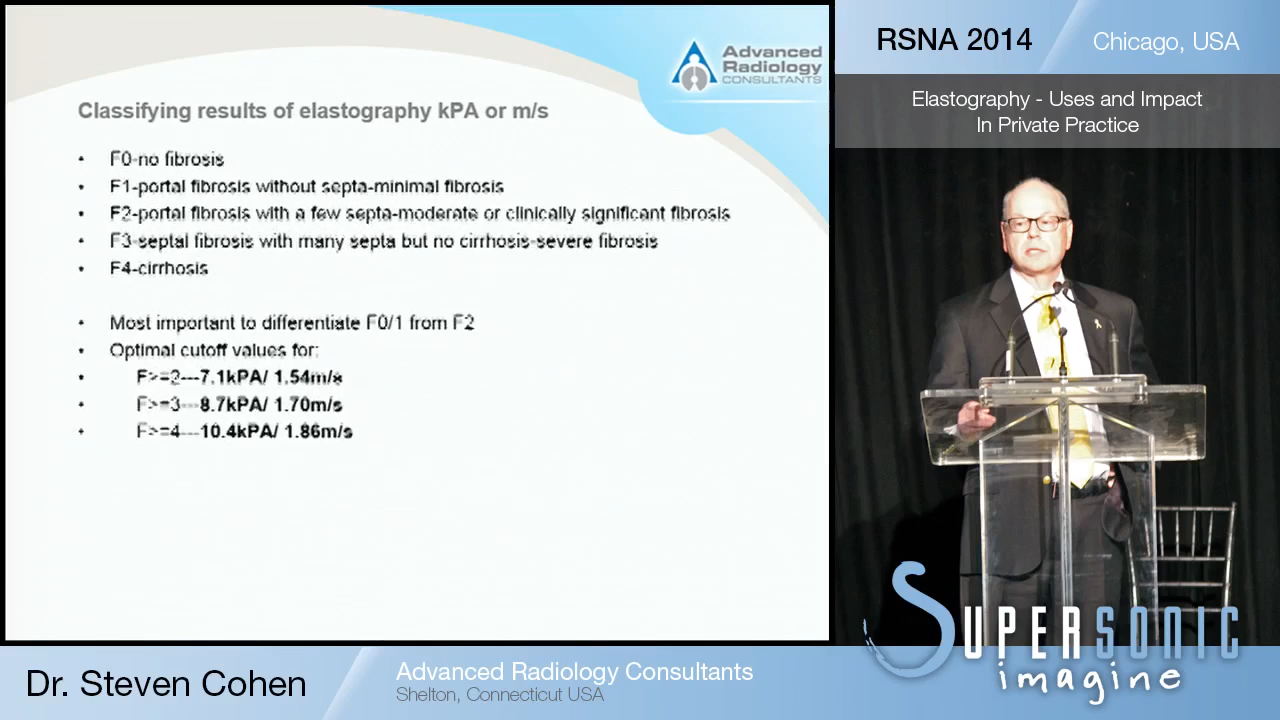 Advanced
Radiology
CONSULTANTS
Classifying results of elastography kPA or m/s
• F0-no fibrosis
• F1-portal fibrosis without septa-minimal fibrosis
• F2-portal fibrosis with a few septa-moderate or clinically significant fibrosis
• F3-septal fibrosis with many septa but no cirrhosis-severe fibrosis
• F4-cirrhosis
• Most important to differentiate F0/1 from F2
• Optimal cutoff values for:
• F>=2---7.1kPA/ 1.54m/s
• F>=3---8.7kPA/ 1.70m/s
• F>=4---10.4kPA/ 1.86m/s
RSNA 2014
Chicago, USA
Elastography - Uses and Impact
In Private Practice
SUPERSONIC
imagine
Dr. Steven Cohen
Advanced Radiology Consultants
Shelton, Connecticut USA